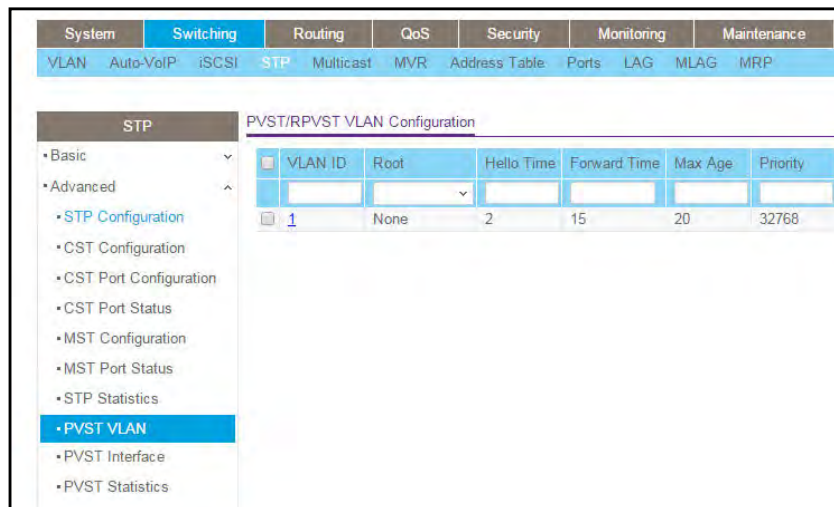 System Switching Routing QoS Security Monitoring Maintenance
VLAN Auto-VoIP iSCSI STP Multicast MVR Address Table Ports LAG MLAG MRP
STP
Basic
Advanced
STP Configuration
CST Configuration
CST Port Configuration
CST Port Status
MST Configuration
MST Port Status
STP Statistics
PVST VLAN
PVST Interface
PVST Statistics
PVST/RPVST VLAN Configuration
VLAN ID Root Hello Time Forward Time Max Age Priority
1 None 2 15 20 32768